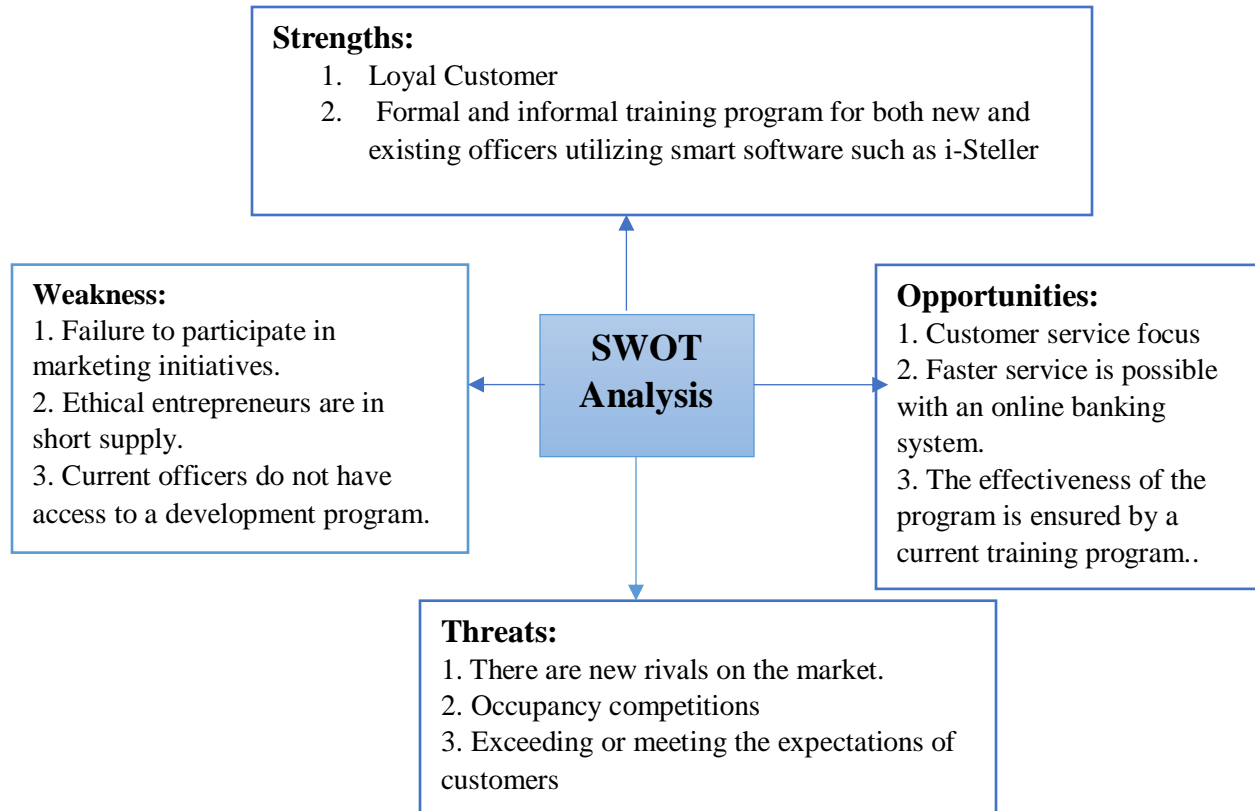 Strengths:
1. Loyal Customer
2. Formal and informal training program for both new and
existing officers utilizing smart software such as i-Steller
Weakness:
1. Failure to participate in
marketing initiatives.
2. Ethical entrepreneurs are in
short supply.
3. Current officers do not have
access to a development program.
SWOT
Analysis
Opportunities:
1. Customer service focus
2. Faster service is possible
with an online banking
system.
3. The effectiveness of the
program is ensured by a
current training program..
Threats:
1. There are new rivals on the market.
2. Occupancy competitions
3. Exceeding or meeting the expectations of
customers